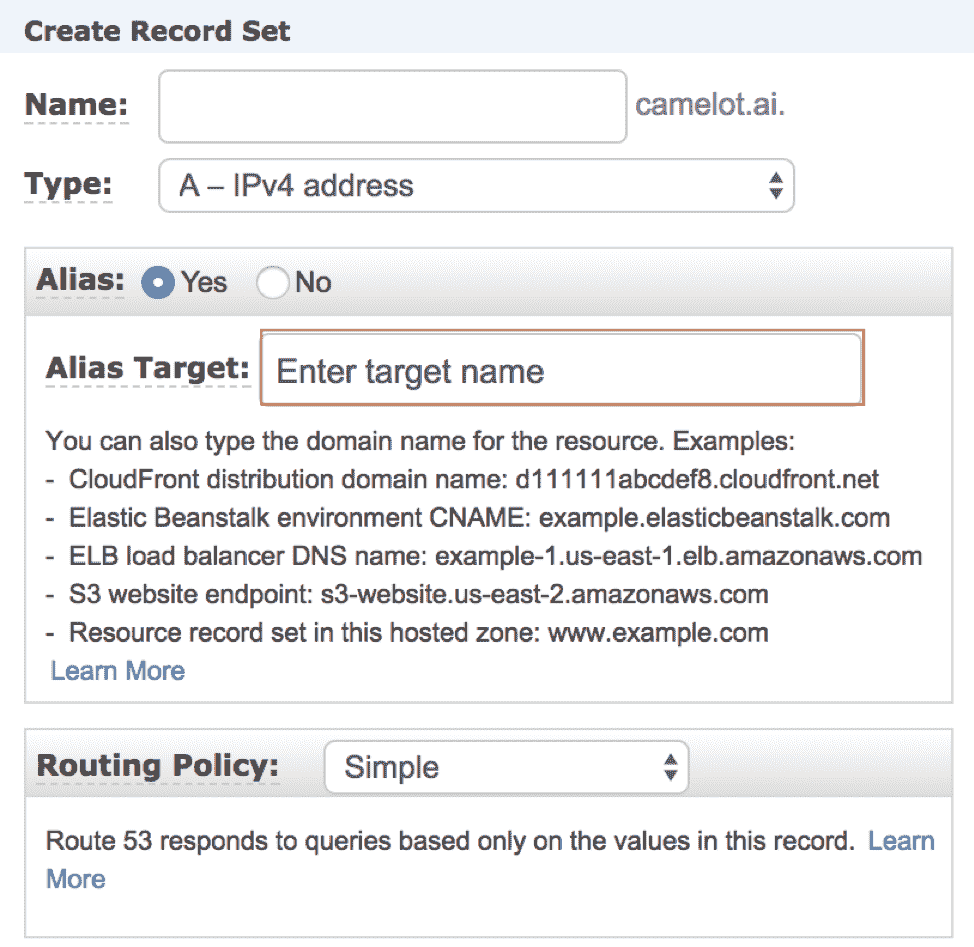 Create Record Set
Name: camelot.ai.
Type: A – IPv4 address
Alias: Yes No
Alias Target: Enter target name
You can also type the domain name for the resource. Examples:
- CloudFront distribution domain name: d111111abcdef8.cloudfront.net
- Elastic Beanstalk environment CNAME: example.elasticbeanstalk.com
- ELB load balancer DNS name: example-1.us-east-1.elb.amazonaws.com
- S3 website endpoint: s3-website.us-east-2.amazonaws.com
- Resource record set in this hosted zone: www.example.com
Learn More
Routing Policy: Simple
Route 53 responds to queries based only on the values in this record. Learn
More